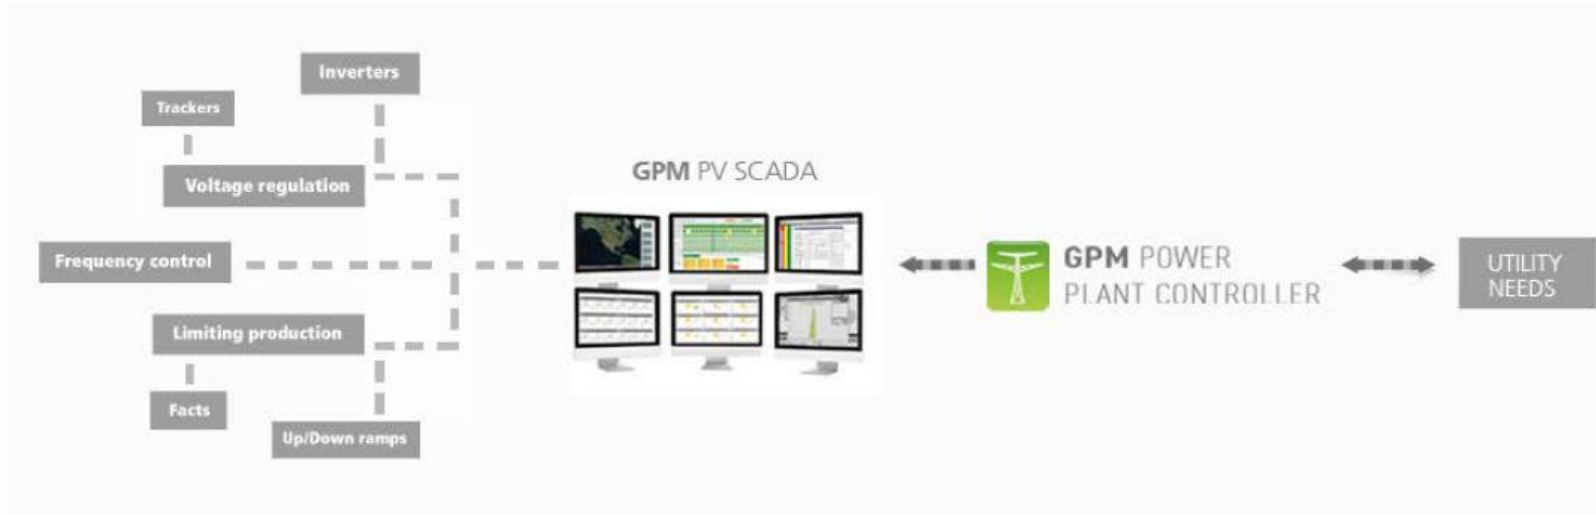 Inverters
Trackers
Voltage regulation
Frequency control
Limiting production
Facts
Up/Down ramps
GPM PV SCADA
GPM POWER
PLANT CONTROLLER
UTILITY
NEEDS